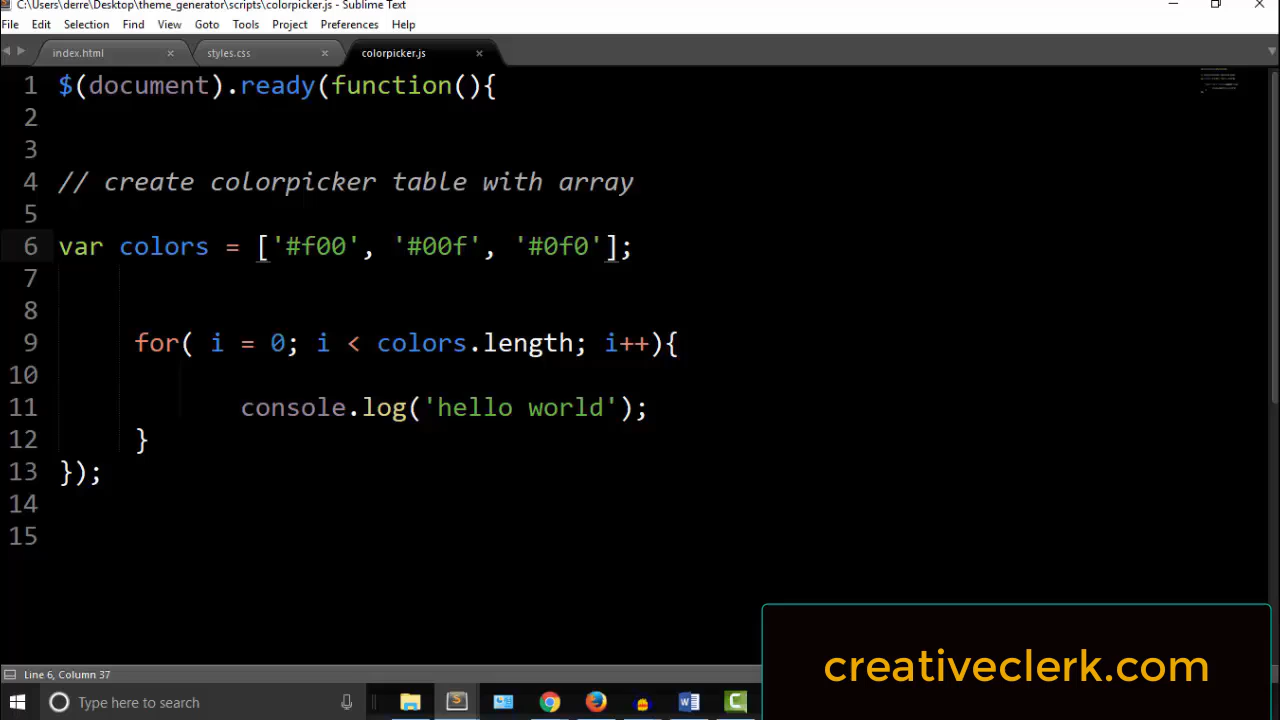 C:\Users\derre\Desktop\theme_generator\scripts\colorpicker.js - Sublime Text
File Edit Selection Find View Goto Tools Project Preferences Help
index.html × styles.css × colorpicker.js ×
1 $(document).ready(function(){
2
3
4 // create colorpicker table with array
5
6 var colors = ['#f00', '#00f', '#0f0'];
7
8
9 for( i = 0; i < colors.length; i++){
10
11 console.log('hello world');
12 }
13 });
14
15
Line 6, Column 37
creativeclerk.com
Type here to search